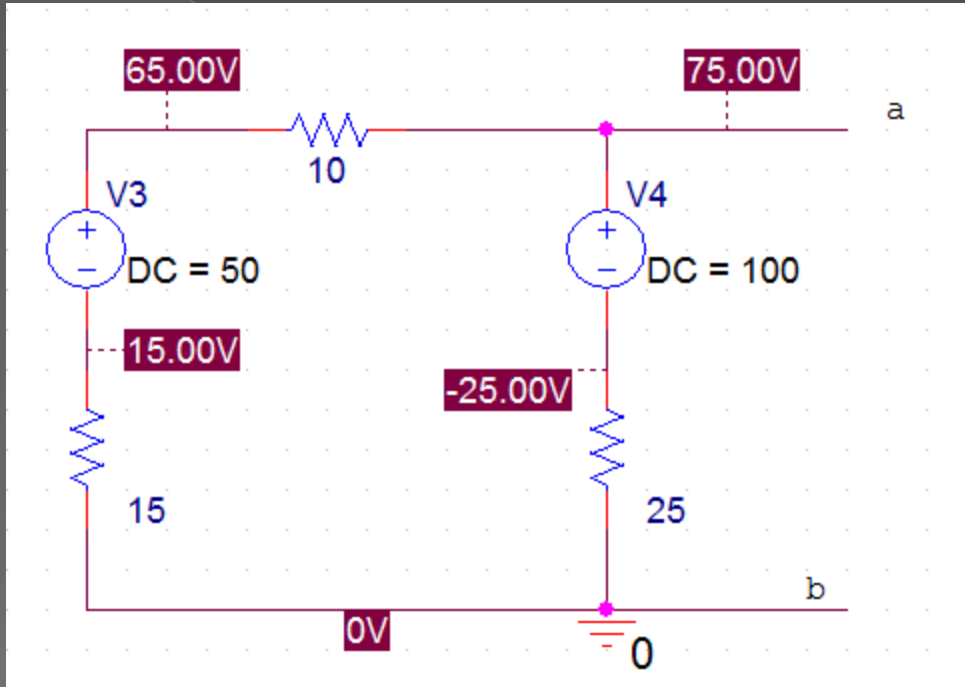 65.00V
75.00V
a
10
V3
V4
+
+
DC = 50
DC = 100
−
−
15.00V
-25.00V
15
25
b
0V
0